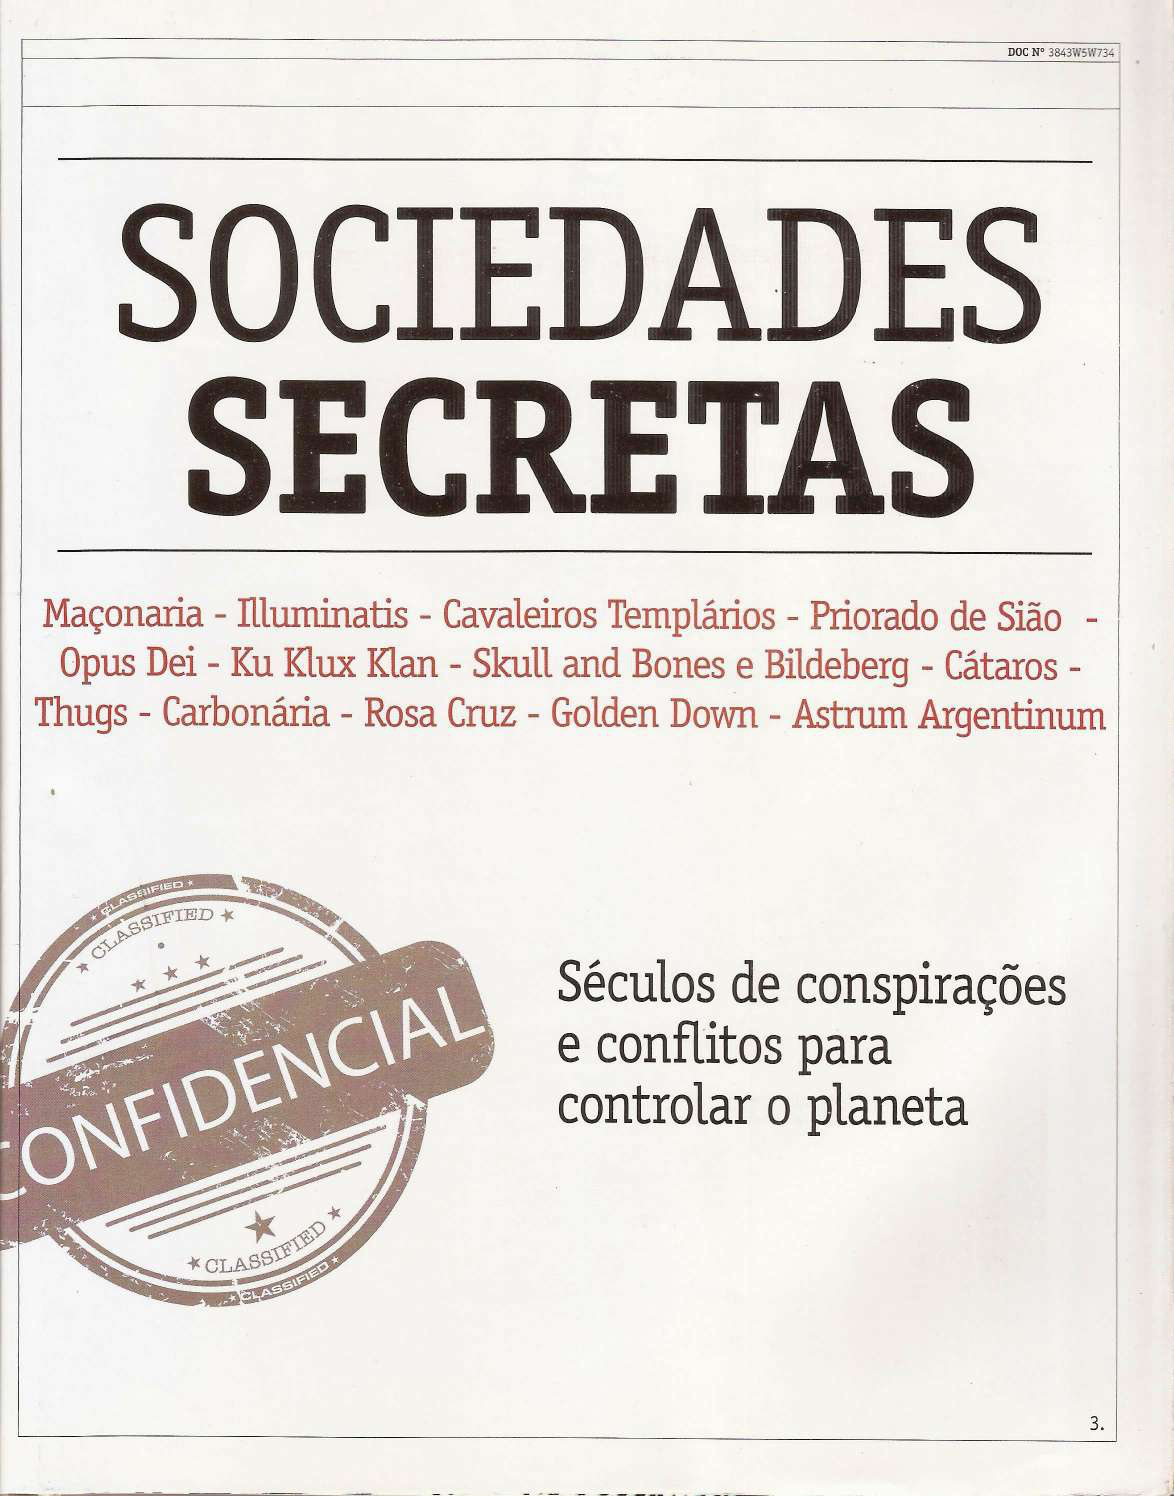 DOC Nº 3843W5W734
SOCIEDADES
SECRETAS
Maçonaria - Illuminatis - Cavaleiros Templários - Priorado de Sião -
Opus Dei - Ku Klux Klan - Skull and Bones e Bildeberg - Cátaros -
Thugs - Carbonária - Rosa Cruz - Golden Down - Astrum Argentinum
★ CLASSIFIED ★
★ CLASSIFIED ★
CONFIDENCIAL
★ CLASSIFIED ★
★ CLASSIFIED ★
Séculos de conspirações
e conflitos para
controlar o planeta
3.